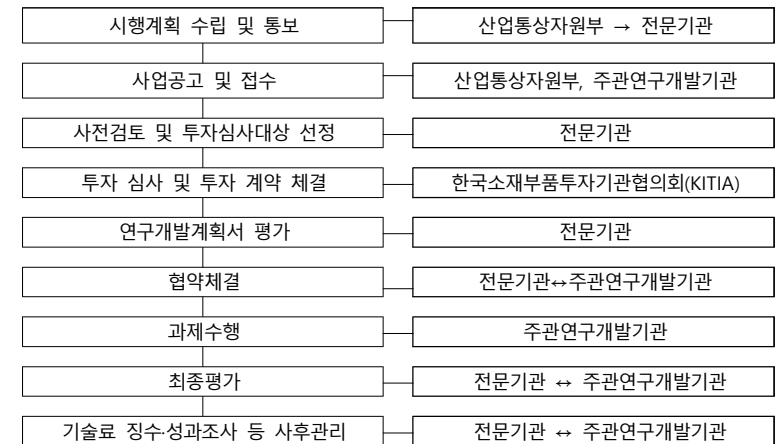 시행계획 수립 및 통보
산업통상자원부 → 전문기관
사업공고 및 접수
산업통상자원부, 주관연구개발기관
사전검토 및 투자심사대상 선정
전문기관
투자 심사 및 투자 계약 체결
한국소재부품투자기관협의회(KITIA)
연구개발계획서 평가
전문기관
협약체결
전문기관↔주관연구개발기관
과제수행
주관연구개발기관
최종평가
전문기관 ↔ 주관연구개발기관
기술료 징수·성과조사 등 사후관리
전문기관 ↔ 주관연구개발기관